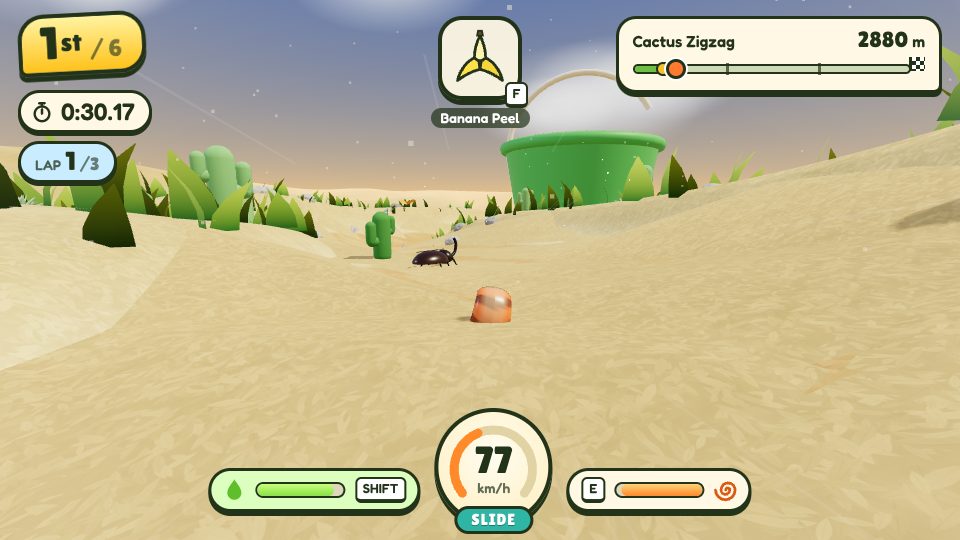 1st / 6
0:30.17
LAP 1/3
F
Banana Peel
Cactus Zigzag 2880 m
SHIFT
77
km/h
SLIDE
E